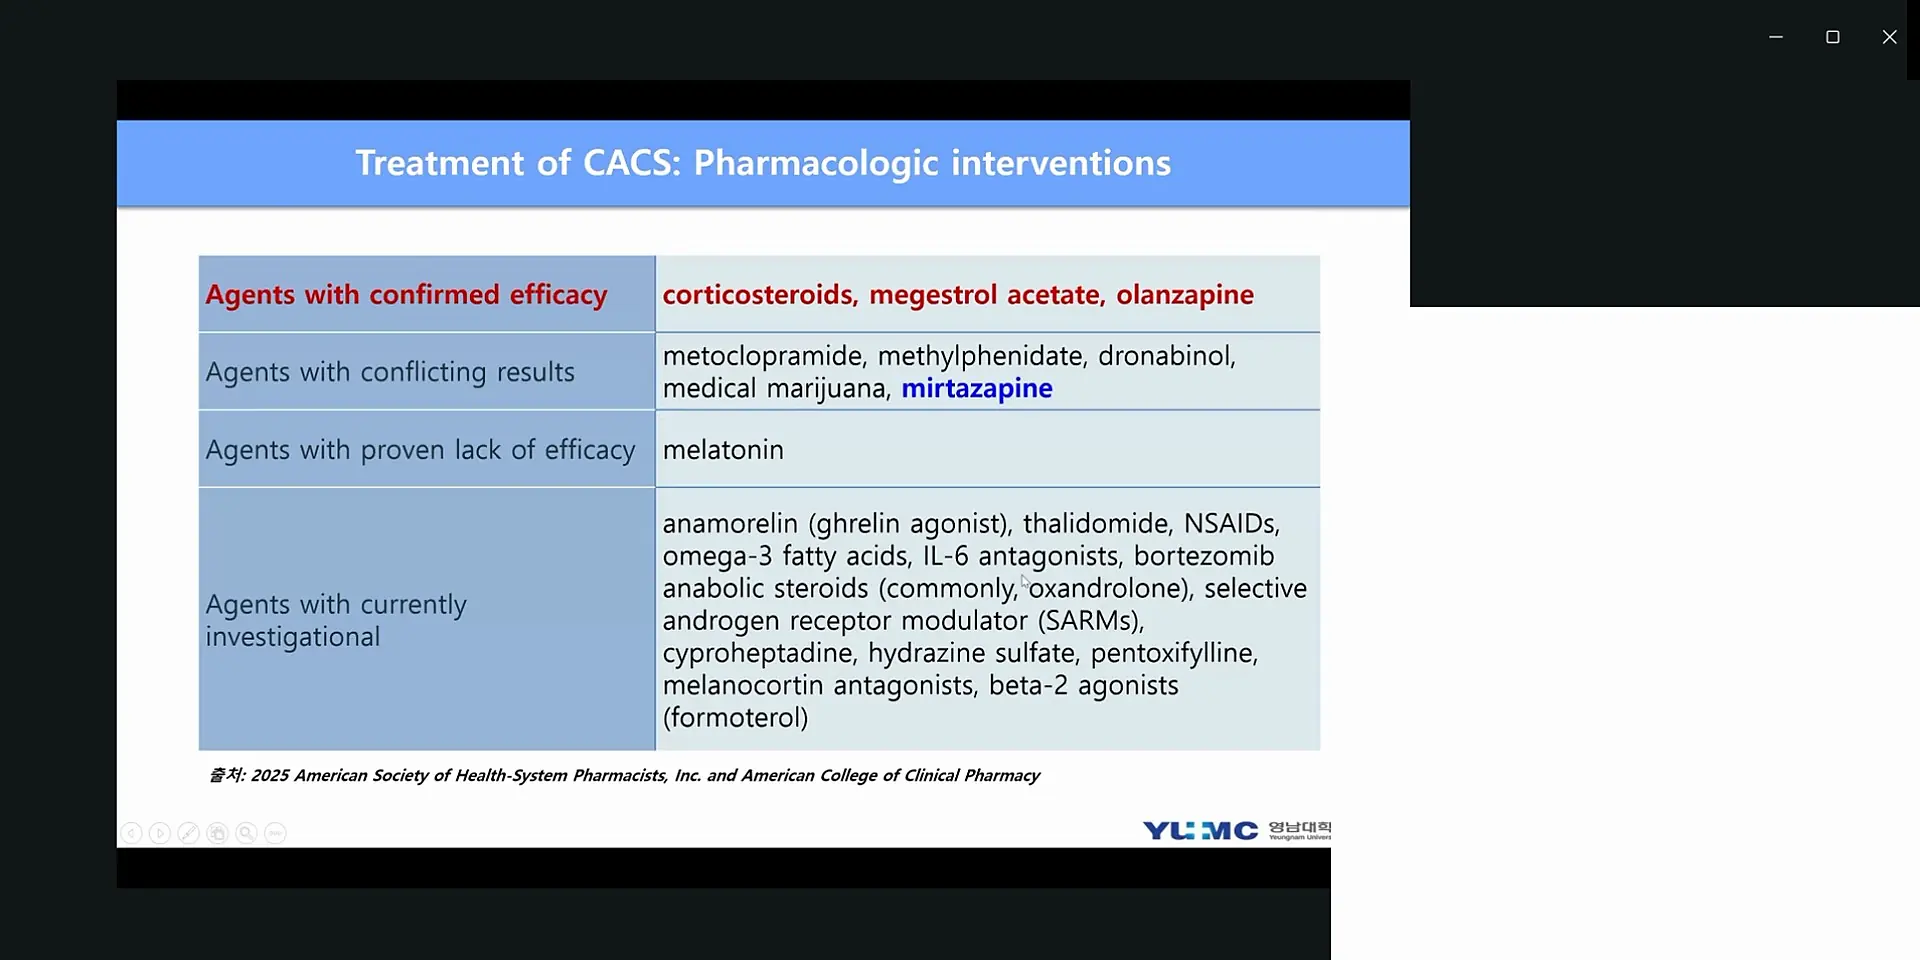 Treatment of CACS: Pharmacologic interventions
Agents with confirmed efficacy
corticosteroids, megestrol acetate, olanzapine
Agents with conflicting results
metoclopramide, methylphenidate, dronabinol,
medical marijuana, mirtazapine
Agents with proven lack of efficacy
melatonin
Agents with currently
investigational
anamorelin (ghrelin agonist), thalidomide, NSAIDs,
omega-3 fatty acids, IL-6 antagonists, bortezomib
anabolic steroids (commonly, oxandrolone), selective
androgen receptor modulator (SARMs),
cyproheptadine, hydrazine sulfate, pentoxifylline,
melanocortin antagonists, beta-2 agonists
(formoterol)
출처: 2025 American Society of Health-System Pharmacists, Inc. and American College of Clinical Pharmacy
YUMC
영남대학
Yeungnam Univers